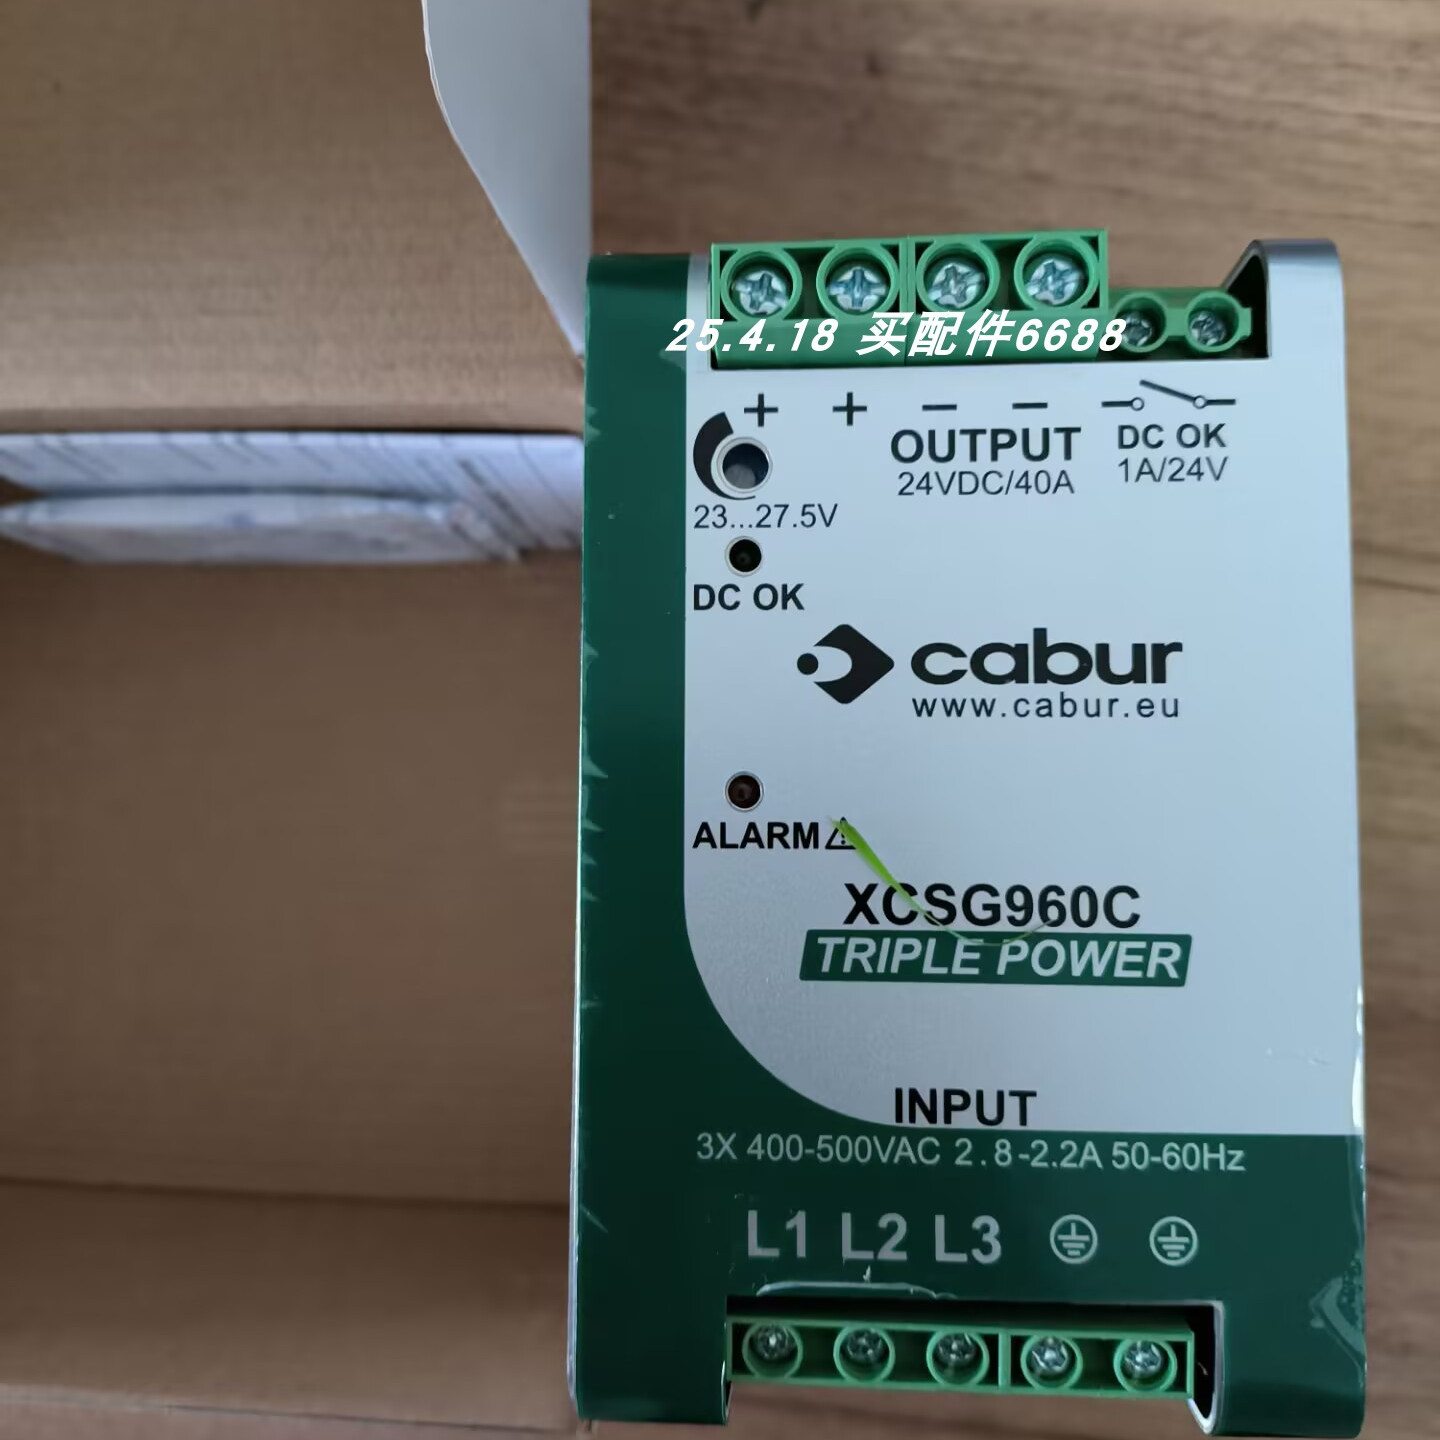 25.4.18 买配件6688
+ + − −
OUTPUT
24VDC/40A
DC OK
1A/24V
23...27.5V
DC OK
cabur
www.cabur.eu
ALARM⚠
XCSG960C
TRIPLE POWER
INPUT
3X 400-500VAC 2.8-2.2A 50-60Hz
L1 L2 L3